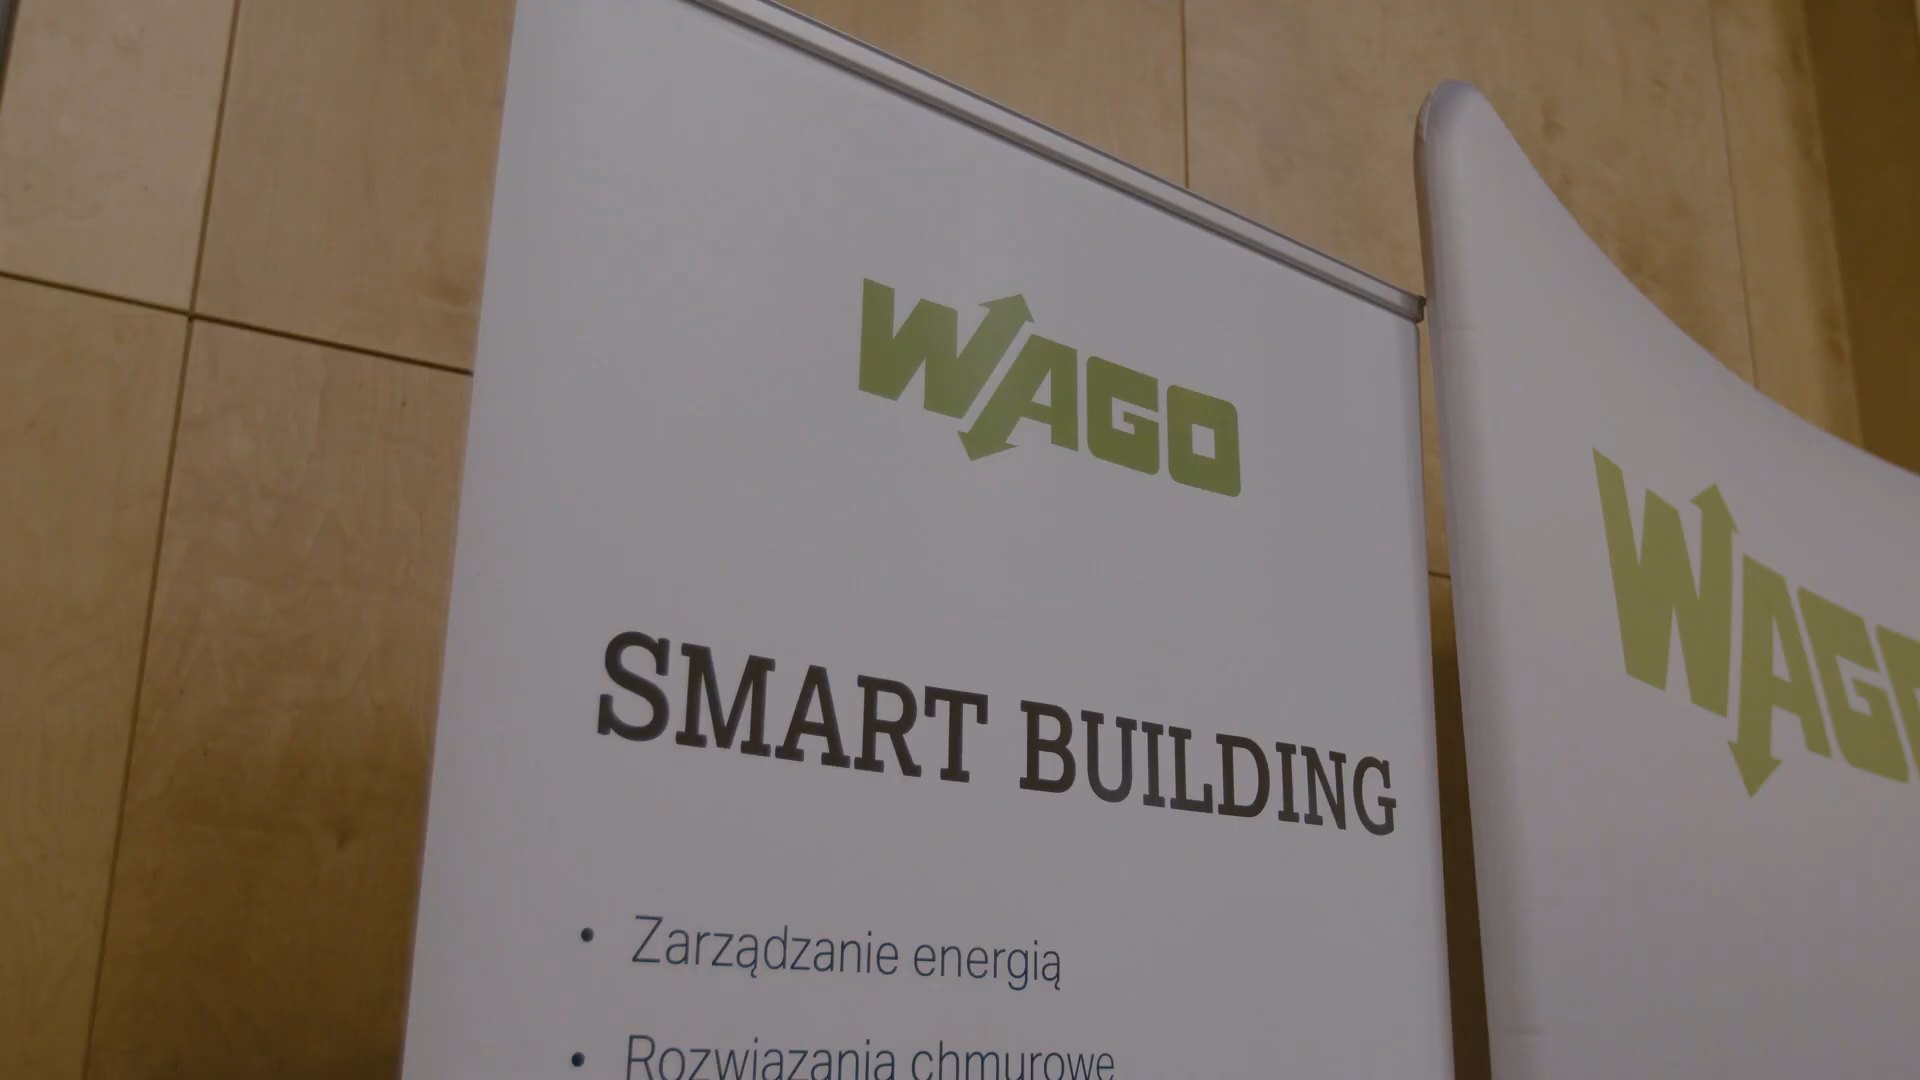 WAGO
SMART BUILDING
• Zarządzanie energią
• Rozwiązania chmurowe
WAGO